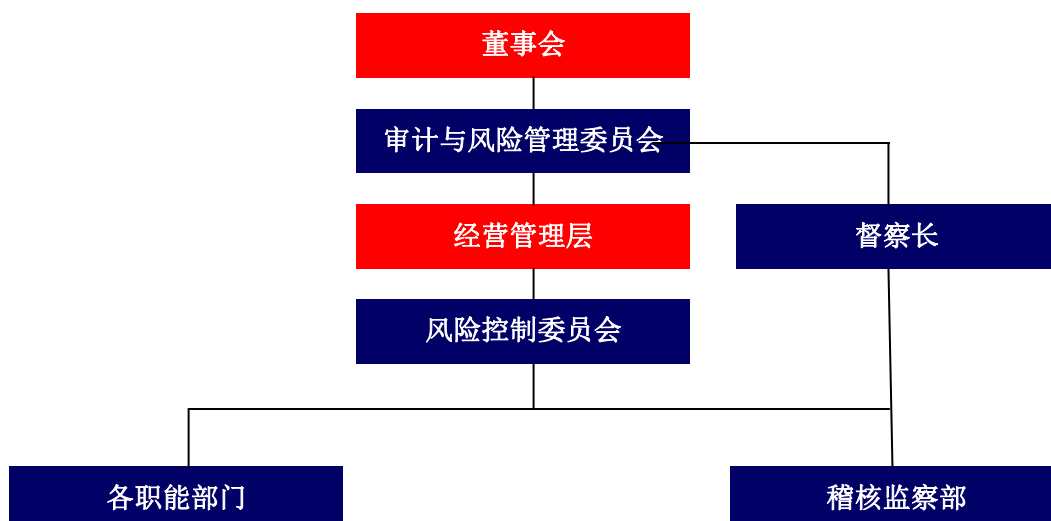 董事会
审计与风险管理委员会
经营管理层
督察长
风险控制委员会
各职能部门
稽核监察部